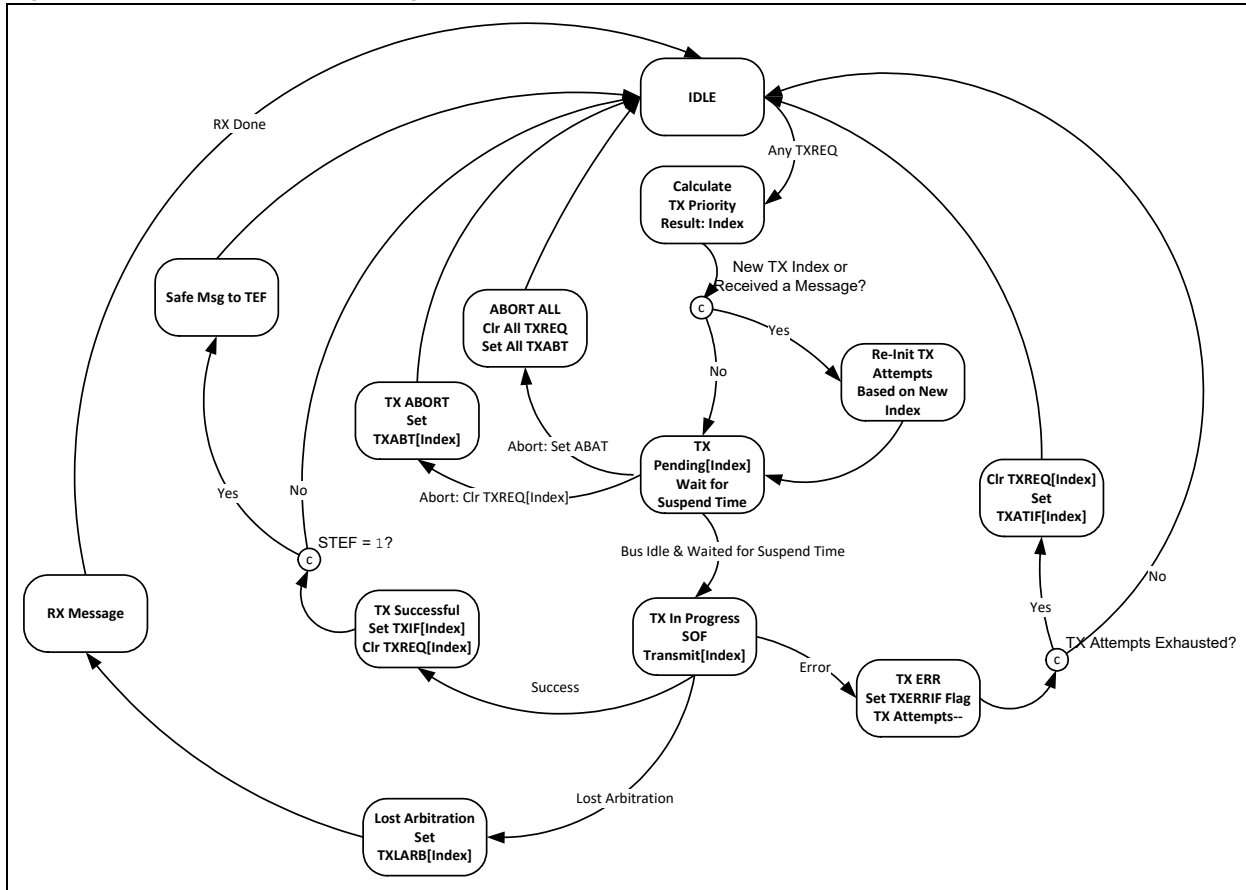 IDLE
RX Done
Any TXREQ
Calculate
TX Priority
Result: Index
New TX Index or
Received a Message?
Safe Msg to TEF
ABORT ALL
Clr All TXREQ
Set All TXABT
c
Yes
Re-Init TX
Attempts
Based on New
Index
No
TX ABORT
Set
TXABT[Index]
Abort: Set ABAT
TX
Pending[Index]
Wait for
Suspend Time
Abort: Clr TXREQ[Index]
Clr TXREQ[Index]
Set
TXATIF[Index]
Yes
No
STEF = 1?
c
Bus Idle & Waited for Suspend Time
No
RX Message
TX Successful
Set TXIF[Index]
Clr TXREQ[Index]
TX In Progress
SOF
Transmit[Index]
Yes
TX Attempts Exhausted?
c
Error
TX ERR
Set TXERRIF Flag
TX Attempts--
Success
Lost Arbitration
Lost Arbitration
Set
TXLARB[Index]